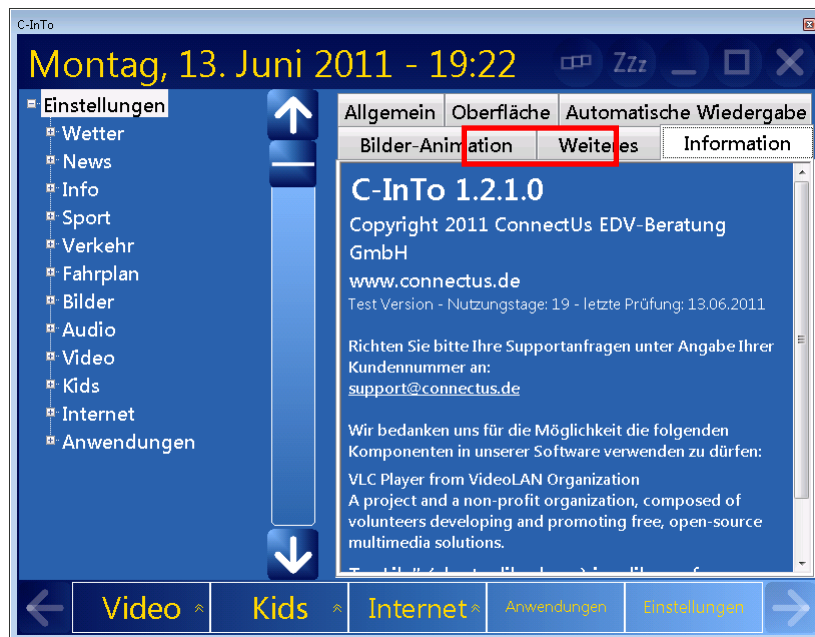 C-InTo
Montag, 13. Juni 2011 - 19:22
Zzz
Einstellungen
Wetter
News
Info
Sport
Verkehr
Fahrplan
Bilder
Audio
Video
Kids
Internet
Anwendungen
Allgemein Oberfläche Automatische Wiedergabe
Bilder-Animation Weiteres Information
C-InTo 1.2.1.0
Copyright 2011 ConnectUs EDV-Beratung
GmbH
www.connectus.de
Test Version - Nutzungstage: 19 - letzte Prüfung: 13.06.2011
Richten Sie bitte Ihre Supportanfragen unter Angabe Ihrer
Kundennummer an:
support@connectus.de
Wir bedanken uns für die Möglichkeit die folgenden
Komponenten in unserer Software verwenden zu dürfen:
VLC Player from VideoLAN Organization
A project and a non-profit organization, composed of
volunteers developing and promoting free, open-source
multimedia solutions.
Video Kids Internet Anwendungen Einstellungen